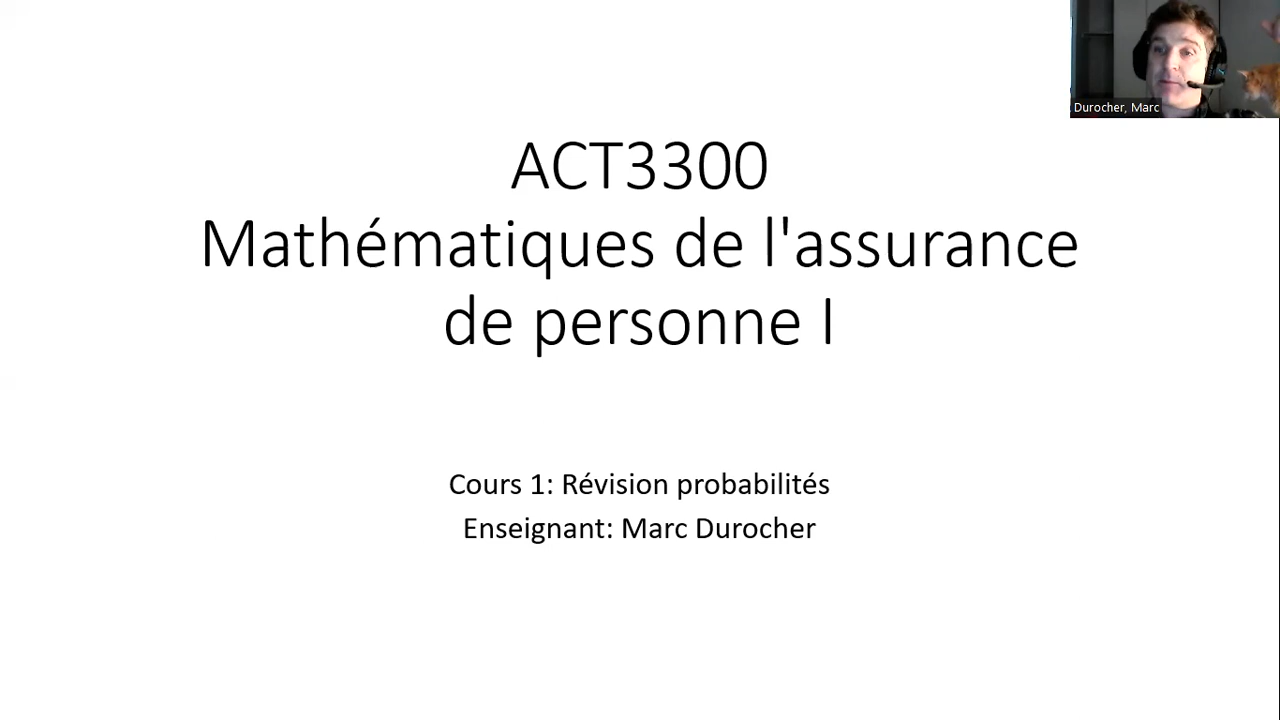 Durocher, Marc
ACT3300
Mathématiques de l'assurance
de personne I
Cours 1: Révision probabilités
Enseignant: Marc Durocher